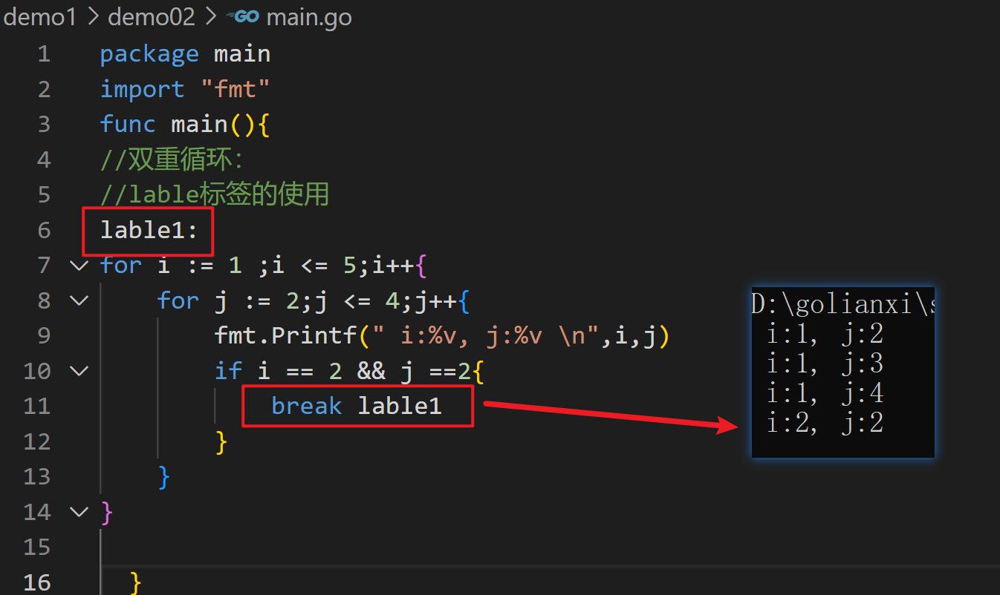 demo1 > demo02 > GO main.go
1 package main
2 import "fmt"
3 func main(){
4 //双重循环:
5 //lable标签的使用
6 lable1:
7 for i := 1 ;i <= 5;i++{
8 for j := 2;j <= 4;j++{
9 fmt.Printf(" i:%v, j:%v \n",i,j)
10 if i == 2 && j ==2{
11 break lable1
12 }
13 }
14 }
15
16 }
D:\golianxi\s
i:1, j:2
i:1, j:3
i:1, j:4
i:2, j:2